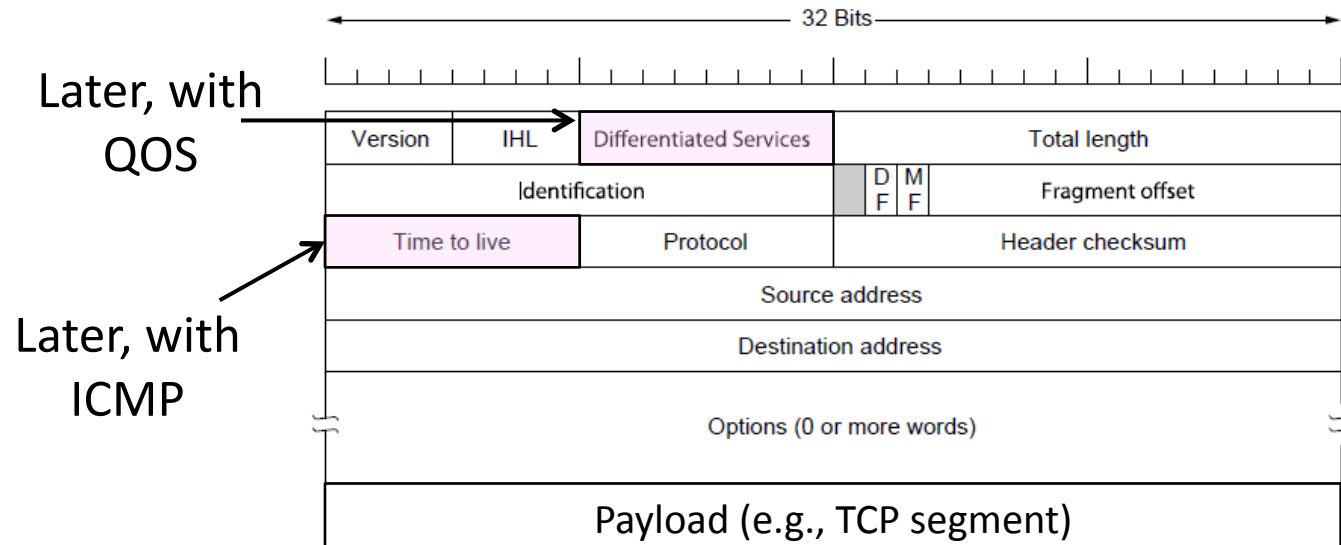 32 Bits
Later, with
QOS
Version IHL Differentiated Services Total length
Identification D M Fragment offset
F F
Time to live Protocol Header checksum
Source address
Later, with
ICMP
Destination address
Options (0 or more words)
Payload (e.g., TCP segment)